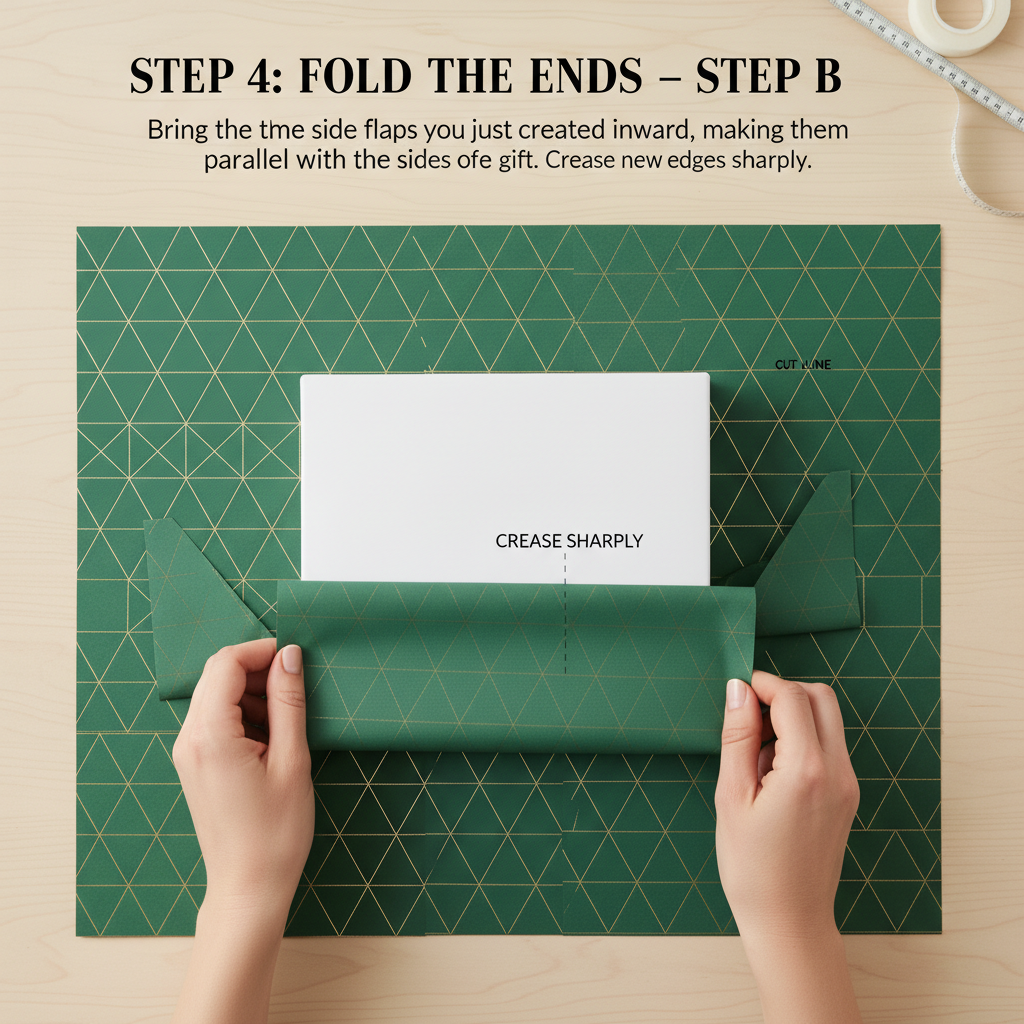 STEP 4: FOLD THE ENDS – STEP B
Bring the tme side flaps you just created inward, making them
parallel with the sides ofe gift. Crease new edges sharply.
CUT
CREASE SHARPLY